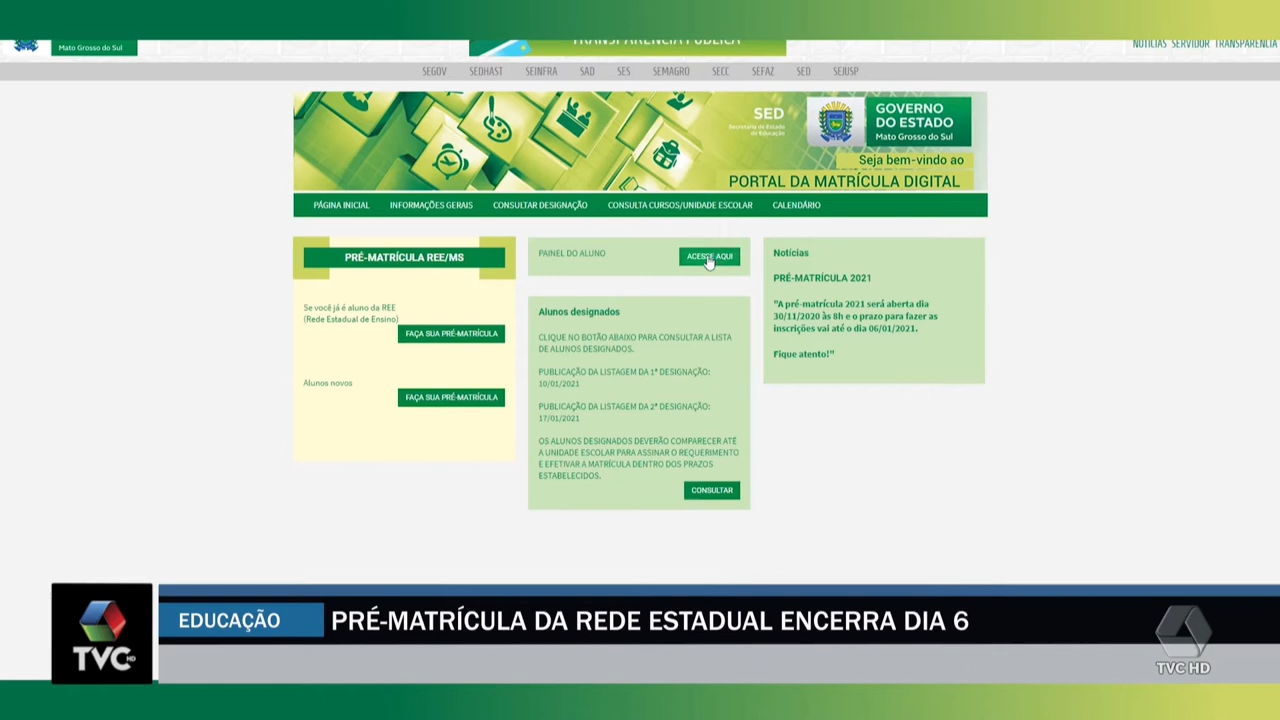 Mato Grosso do Sul
TRANSPARÊNCIA PÚBLICA
NOTÍCIAS SERVIDOR TRANSPARÊNCIA
SEGOV SEDHAST SEINFRA SAD SES SEMAGRO SECC SEFAZ SED SEJUSP
SED
Secretaria de Estado
de Educação
GOVERNO
DO ESTADO
Mato Grosso do Sul
Seja bem-vindo ao
PORTAL DA MATRÍCULA DIGITAL
PÁGINA INICIAL INFORMAÇÕES GERAIS CONSULTAR DESIGNAÇÃO CONSULTA CURSOS/UNIDADE ESCOLAR CALENDÁRIO
PRÉ-MATRÍCULA REE/MS
Se você já é aluno da REE
(Rede Estadual de Ensino)
FAÇA SUA PRÉ-MATRÍCULA
Alunos novos
FAÇA SUA PRÉ-MATRÍCULA
PAINEL DO ALUNO
ACESSE AQUI
Alunos designados
CLIQUE NO BOTÃO ABAIXO PARA CONSULTAR A LISTA
DE ALUNOS DESIGNADOS.
PUBLICAÇÃO DA LISTAGEM DA 1ª DESIGNAÇÃO:
10/01/2021
PUBLICAÇÃO DA LISTAGEM DA 2ª DESIGNAÇÃO:
17/01/2021
OS ALUNOS DESIGNADOS DEVERÃO COMPARECER ATÉ
A UNIDADE ESCOLAR PARA ASSINAR O REQUERIMENTO
E EFETIVAR A MATRÍCULA DENTRO DOS PRAZOS
ESTABELECIDOS.
CONSULTAR
Notícias
PRÉ-MATRÍCULA 2021
"A pré-matrícula 2021 será aberta dia
30/11/2020 às 8h e o prazo para fazer as
inscrições vai até o dia 06/01/2021.
Fique atento!"
EDUCAÇÃO
PRÉ-MATRÍCULA DA REDE ESTADUAL ENCERRA DIA 6
TVC HD
TVC HD